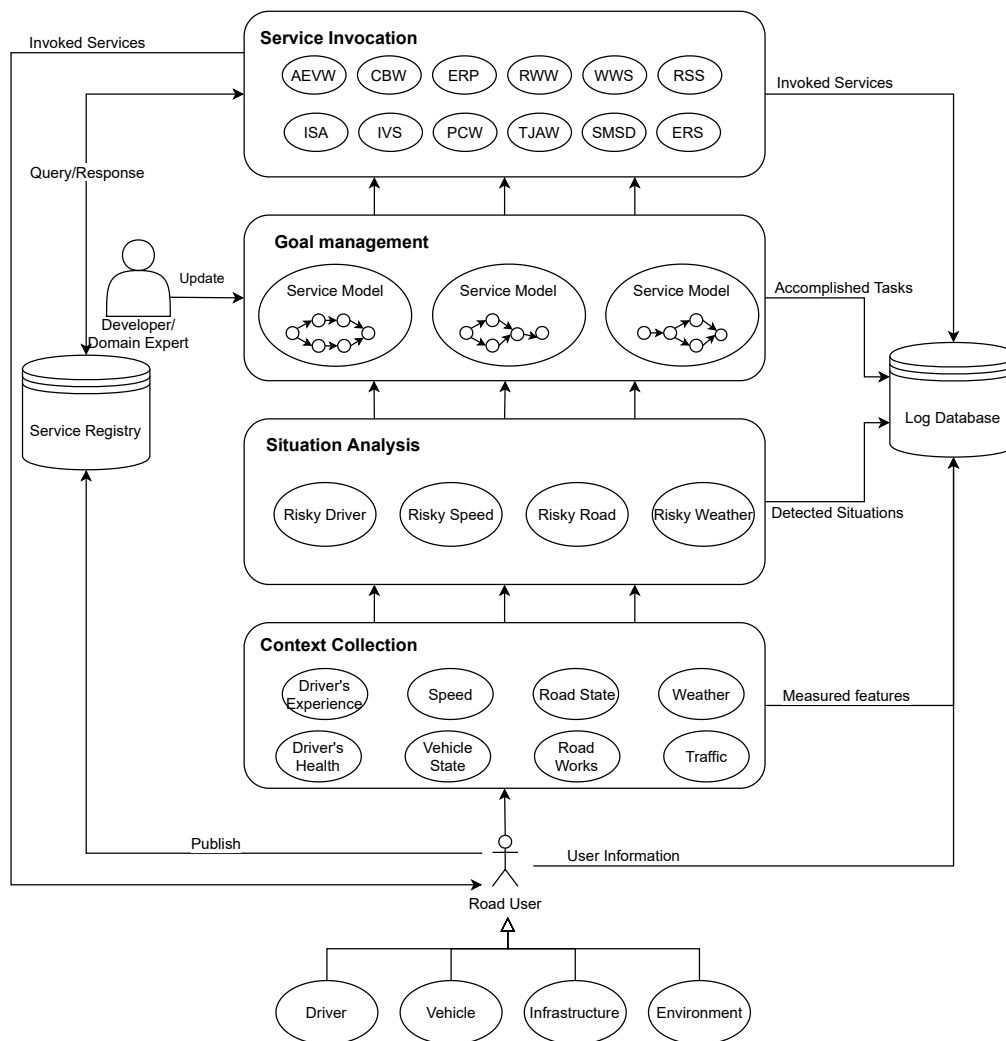 Invoked Services
Service Invocation
AEVW
CBW
ERP
RWW
WWS
RSS
Invoked Services
ISA
IVS
PCW
TJAW
SMSD
ERS
Query/Response
Goal management
Update
Service Model
Service Model
Service Model
Accomplished Tasks
Developer/
Domain Expert
Service Registry
Log Database
Situation Analysis
Risky Driver
Risky Speed
Risky Road
Risky Weather
Detected Situations
Context Collection
Driver's
Experience
Speed
Road State
Weather
Measured features
Driver's
Health
Vehicle
State
Road
Works
Traffic
Publish
User Information
Road User
Driver
Vehicle
Infrastructure
Environment